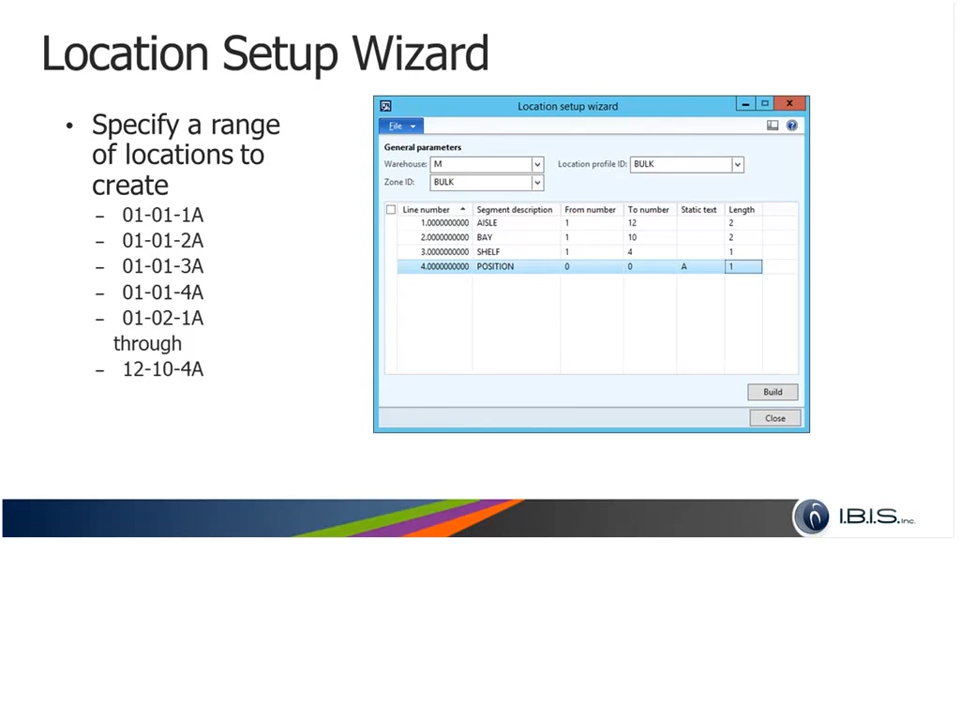 Location Setup Wizard
• Specify a range
of locations to
create
– 01-01-1A
– 01-01-2A
– 01-01-3A
– 01-01-4A
– 01-02-1A
through
– 12-10-4A
Location setup wizard
File
General parameters
Warehouse: M Location profile ID: BULK
Zone ID: BULK
Line number Segment description From number To number Static text Length
1.0000000000 AISLE 1 12 2
2.0000000000 BAY 1 10 2
3.0000000000 SHELF 1 4 1
4.0000000000 POSITION 0 0 A 1
Build
Close
I.B.I.S. Inc.